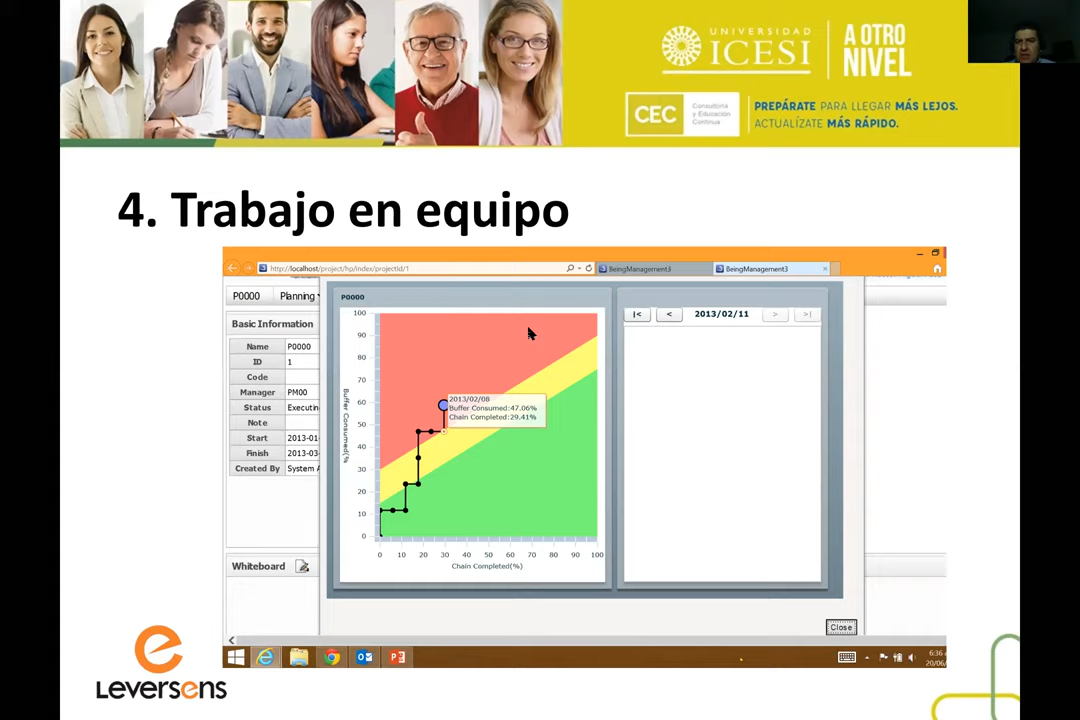 UNIVERSIDAD
ICESI
A OTRO
NIVEL
CEC
Consultoría
y Educación
Continua
PREPÁRATE PARA LLEGAR MÁS LEJOS.
ACTUALÍZATE MÁS RÁPIDO.
4. Trabajo en equipo
http://localhost/project/hp/index/projectId/1
BeingManagement3
BeingManagement3
P0000
Planning
Basic Information
Name P0000
ID 1
Code
Manager PM00
Status Executin
Note
Start 2013-01
Finish 2013-03
Created By System A
Whiteboard
P0000
100
90
80
70
60
50
40
30
20
10
0
Buffer Consumed(%
0 10 20 30 40 50 60 70 80 90 100
Chain Completed(%)
2013/02/08
Buffer Consumed:47.06%
Chain Completed:29.41%
|< < 2013/02/11 > >|
Close
6:36
20/06/
Leversens